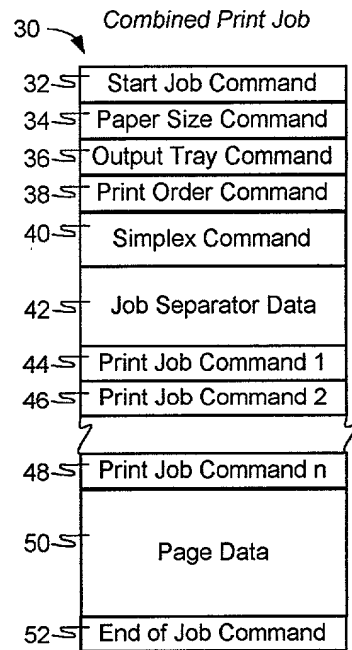 Combined Print Job
30
32 Start Job Command
34 Paper Size Command
36 Output Tray Command
38 Print Order Command
40 Simplex Command
42 Job Separator Data
44 Print Job Command 1
46 Print Job Command 2
48 Print Job Command n
50 Page Data
52 End of Job Command